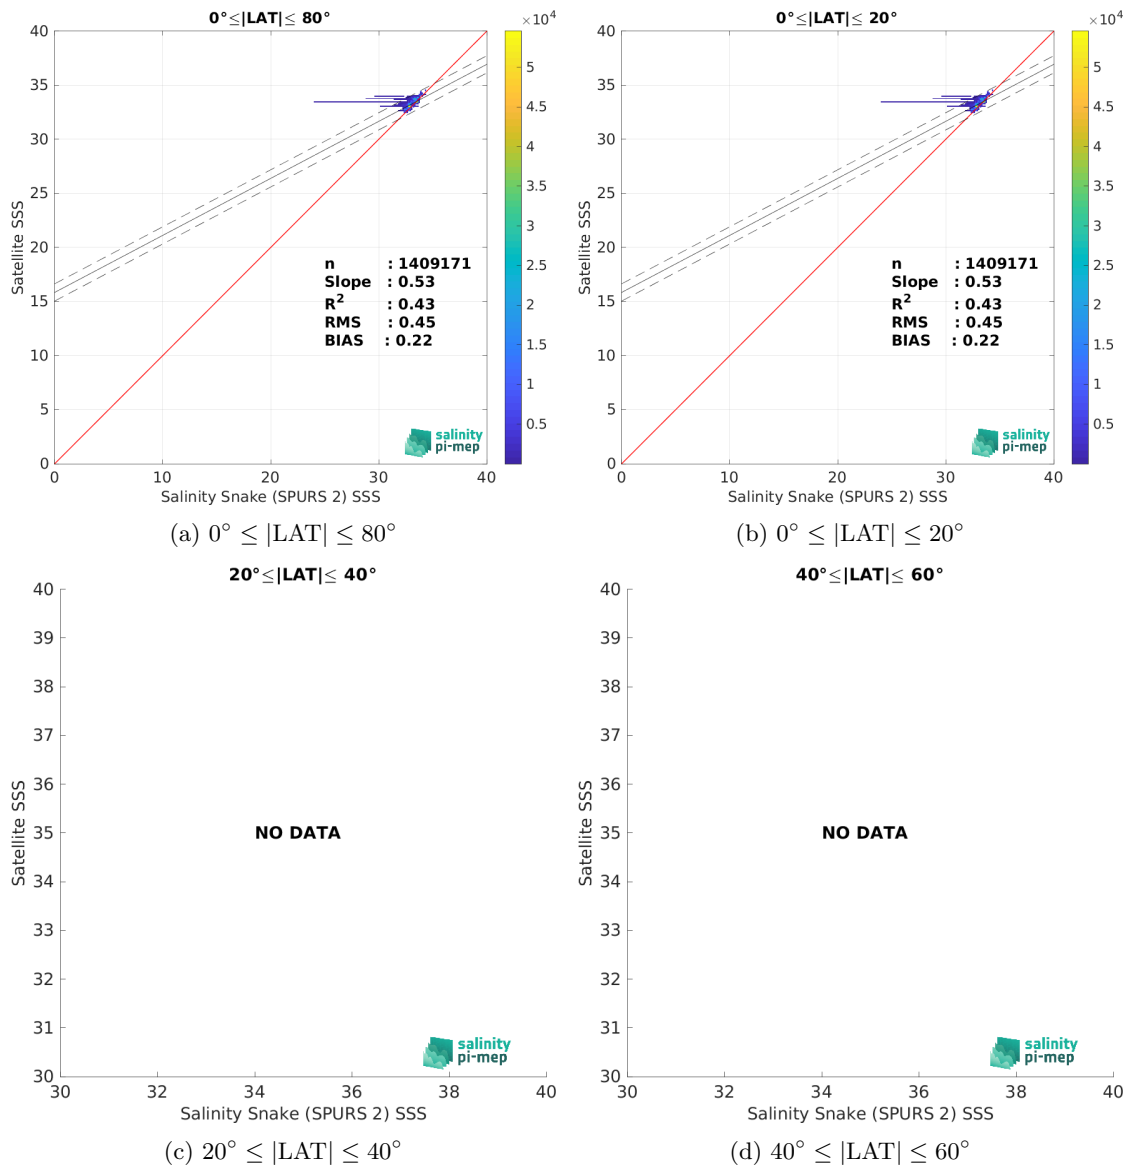 0°≤|LAT|≤ 80°
×10⁴
40
35
30
25
20
15
10
5
0
Satellite SSS
n : 1409171
Slope : 0.53
R² : 0.43
RMS : 0.45
BIAS : 0.22
salinity
pi-mep
0 10 20 30 40
Salinity Snake (SPURS 2) SSS
5
4.5
4
3.5
3
2.5
2
1.5
1
0.5
(a) 0° ≤ |LAT| ≤ 80°
0°≤|LAT|≤ 20°
×10⁴
40
35
30
25
20
15
10
5
0
Satellite SSS
n : 1409171
Slope : 0.53
R² : 0.43
RMS : 0.45
BIAS : 0.22
salinity
pi-mep
0 10 20 30 40
Salinity Snake (SPURS 2) SSS
5
4.5
4
3.5
3
2.5
2
1.5
1
0.5
(b) 0° ≤ |LAT| ≤ 20°
20°≤|LAT|≤ 40°
40
39
38
37
36
35
34
33
32
31
30
Satellite SSS
NO DATA
salinity
pi-mep
30 32 34 36 38 40
Salinity Snake (SPURS 2) SSS
(c) 20° ≤ |LAT| ≤ 40°
40°≤|LAT|≤ 60°
40
39
38
37
36
35
34
33
32
31
30
Satellite SSS
NO DATA
salinity
pi-mep
30 32 34 36 38 40
Salinity Snake (SPURS 2) SSS
(d) 40° ≤ |LAT| ≤ 60°